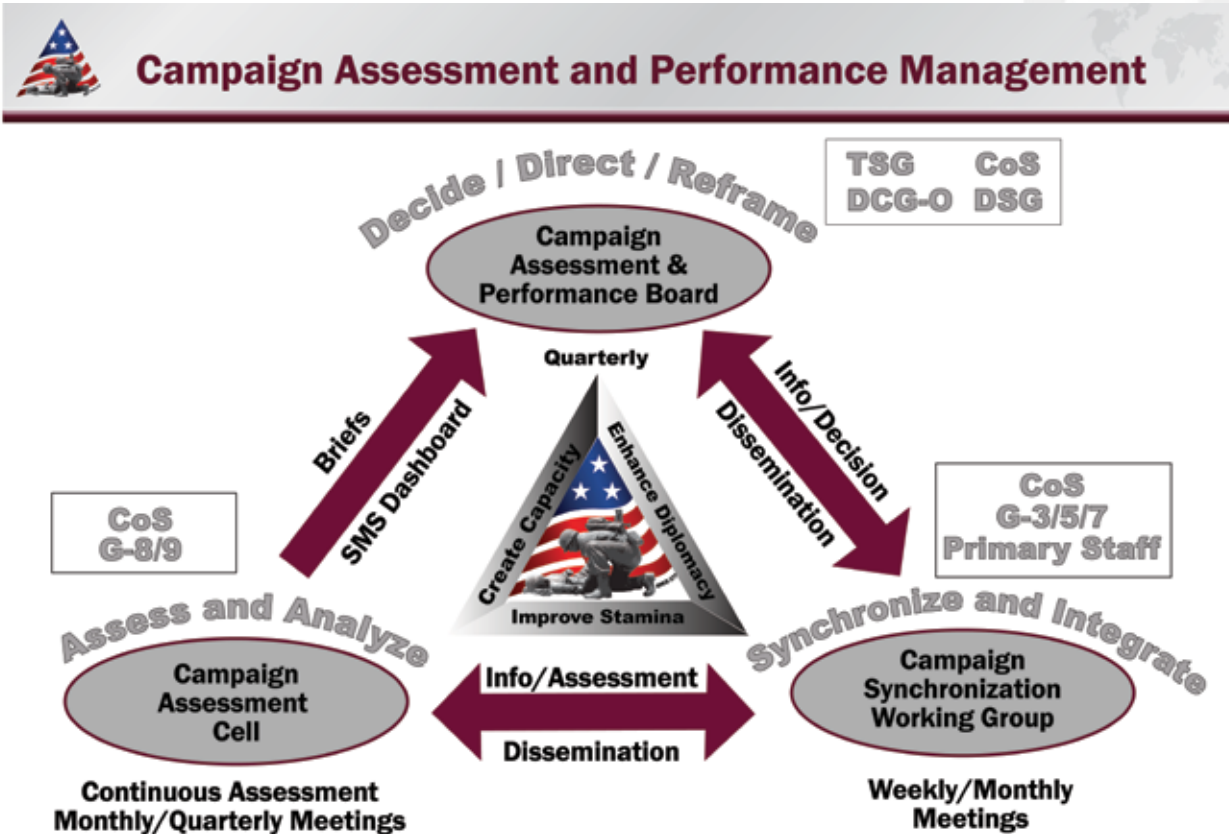 Campaign Assessment and Performance Management
Decide / Direct / Reframe
TSG CoS
DCG-O DSG
Campaign
Assessment &
Performance Board
Quarterly
Briefs
SMS Dashboard
Info/Decision
Dissemination
CoS
G-8/9
CoS
G-3/5/7
Primary Staff
Create Capacity
Enhance Diplomacy
Improve Stamina
Assess and Analyze
Campaign
Assessment
Cell
Info/Assessment
Dissemination
Synchronize and Integrate
Campaign
Synchronization
Working Group
Continuous Assessment
Monthly/Quarterly Meetings
Weekly/Monthly
Meetings